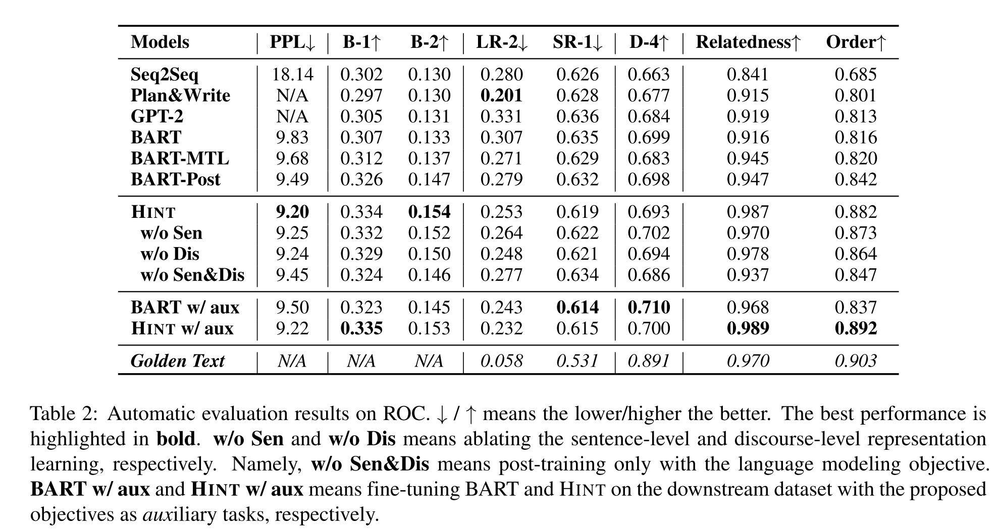 Models PPL↓ B-1↑ B-2↑ LR-2↓ SR-1↓ D-4↑ Relatedness↑ Order↑
Seq2Seq 18.14 0.302 0.130 0.280 0.626 0.663 0.841 0.685
Plan&Write N/A 0.297 0.130 0.201 0.628 0.677 0.915 0.801
GPT-2 N/A 0.305 0.131 0.331 0.636 0.684 0.919 0.813
BART 9.83 0.307 0.133 0.307 0.635 0.699 0.916 0.816
BART-MTL 9.68 0.312 0.137 0.271 0.629 0.683 0.945 0.820
BART-Post 9.49 0.326 0.147 0.279 0.632 0.698 0.947 0.842
HINT 9.20 0.334 0.154 0.253 0.619 0.693 0.987 0.882
w/o Sen 9.25 0.332 0.152 0.264 0.622 0.702 0.970 0.873
w/o Dis 9.24 0.329 0.150 0.248 0.621 0.694 0.978 0.864
w/o Sen&Dis 9.45 0.324 0.146 0.277 0.634 0.686 0.937 0.847
BART w/ aux 9.50 0.323 0.145 0.243 0.614 0.710 0.968 0.837
HINT w/ aux 9.22 0.335 0.153 0.232 0.615 0.700 0.989 0.892
Golden Text N/A N/A N/A 0.058 0.531 0.891 0.970 0.903
Table 2: Automatic evaluation results on ROC. ↓ / ↑ means the lower/higher the better. The best performance is
highlighted in bold. w/o Sen and w/o Dis means ablating the sentence-level and discourse-level representation
learning, respectively. Namely, w/o Sen&Dis means post-training only with the language modeling objective.
BART w/ aux and HINT w/ aux means fine-tuning BART and HINT on the downstream dataset with the proposed
objectives as auxiliary tasks, respectively.